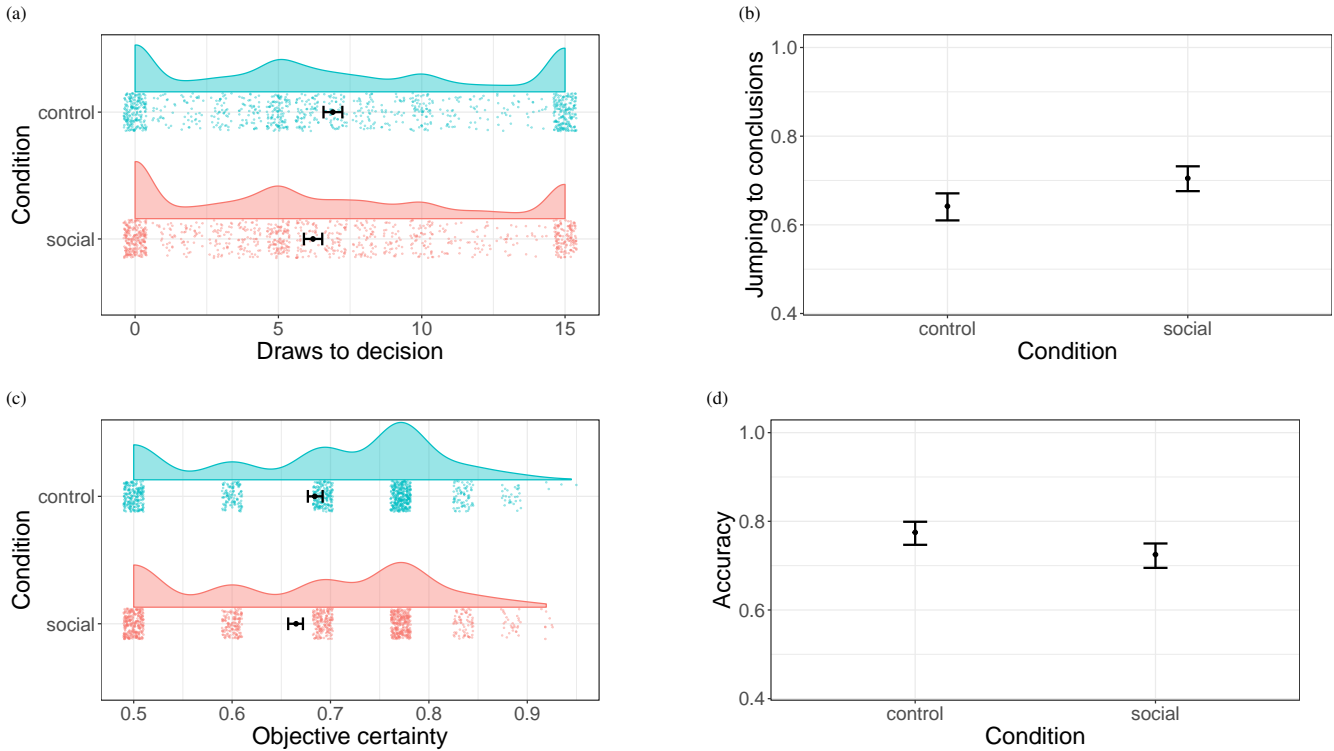 (a)
control
social
Condition
0 5 10 15
Draws to decision
(b)
1.0
0.8
0.6
0.4
Jumping to conclusions
control social
Condition
(c)
control
social
Condition
0.5 0.6 0.7 0.8 0.9
Objective certainty
(d)
1.0
0.8
0.6
0.4
Accuracy
control social
Condition